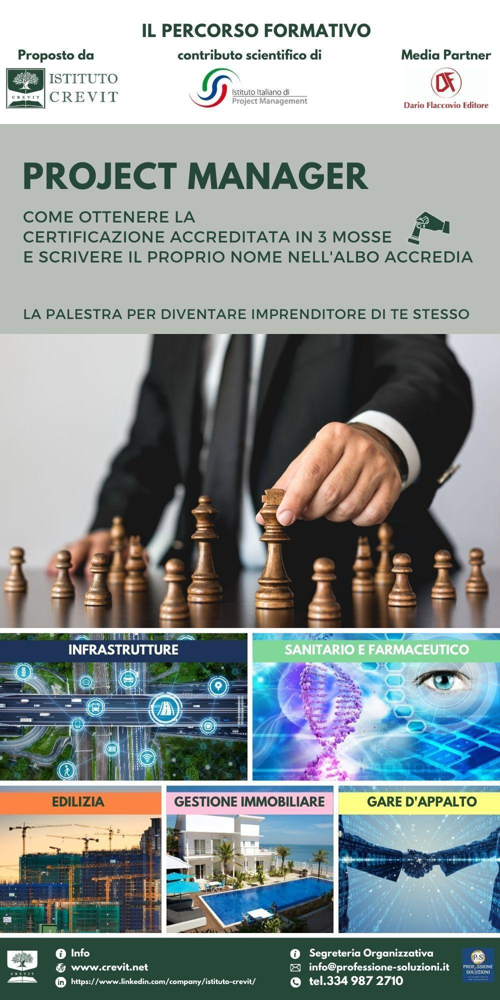 IL PERCORSO FORMATIVO
Proposto da
contributo scientifico di
Media Partner
CREVIT
ISTITUTO
CREVIT
Istituto Italiano di
Project Management
DF
Dario Flaccovio Editore
PROJECT MANAGER
COME OTTENERE LA
CERTIFICAZIONE ACCREDITATA IN 3 MOSSE
E SCRIVERE IL PROPRIO NOME NELL'ALBO ACCREDIA
LA PALESTRA PER DIVENTARE IMPRENDITORE DI TE STESSO
INFRASTRUTTURE
SANITARIO E FARMACEUTICO
EDILIZIA
GESTIONE IMMOBILIARE
GARE D'APPALTO
CREVIT
Info
www.crevit.net
https://www.linkedin.com/company/istituto-crevit/
Segreteria Organizzativa
info@professione-soluzioni.it
tel.334 987 2710
P&S
PROFESSIONE
SOLUZIONI